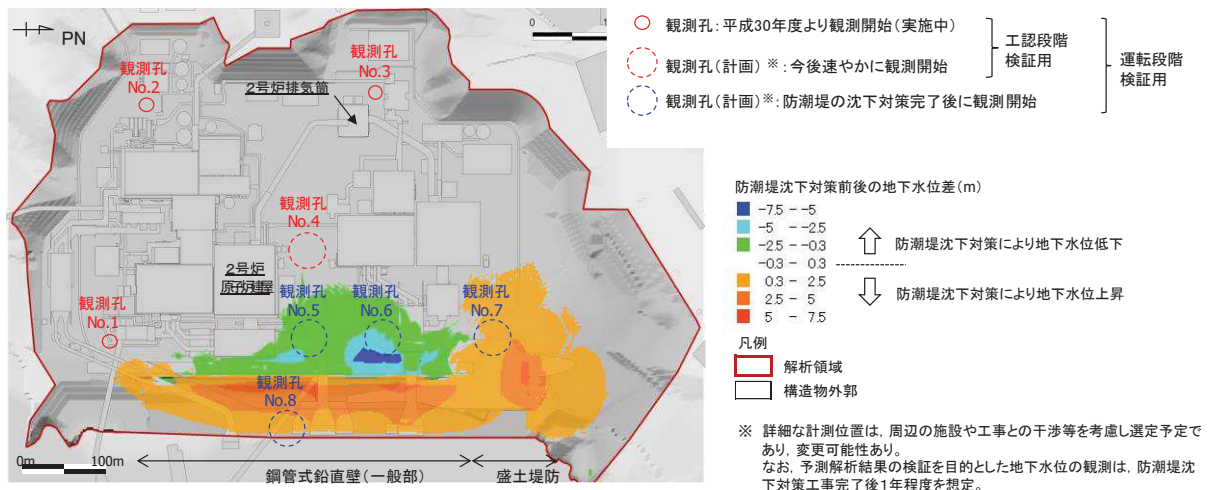 PN
0
観測孔
No.2
観測孔
No.3
2号炉排気筒
観測孔
No.4
2号炉
原子炉建屋
観測孔
No.1
観測孔
No.5
観測孔
No.6
観測孔
No.7
観測孔
No.8
0m 100m
鋼管式鉛直壁(一般部)
盛土堤防
観測孔:平成30年度より観測開始(実施中)
観測孔(計画)※:今後速やかに観測開始
観測孔(計画)※:防潮堤の沈下対策完了後に観測開始
工認段階
検証用
運転段階
検証用
防潮堤沈下対策前後の地下水位差(m)
-7.5 - -5
-5 - -2.5
-2.5 - -0.3
-0.3 - 0.3
0.3 - 2.5
2.5 - 5
5 - 7.5
防潮堤沈下対策により地下水位低下
防潮堤沈下対策により地下水位上昇
凡例
解析領域
構造物外郭
※ 詳細な計測位置は,周辺の施設や工事との干渉等を考慮し選定予定で
あり,変更可能性あり。
なお,予測解析結果の検証を目的とした地下水位の観測は,防潮堤沈
下対策工事完了後1年程度を想定。